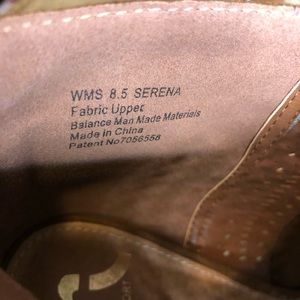 WMS 8.5 SERENA
Fabric Upper
Balance Man Made Materials
Made in China
Patent No7056558